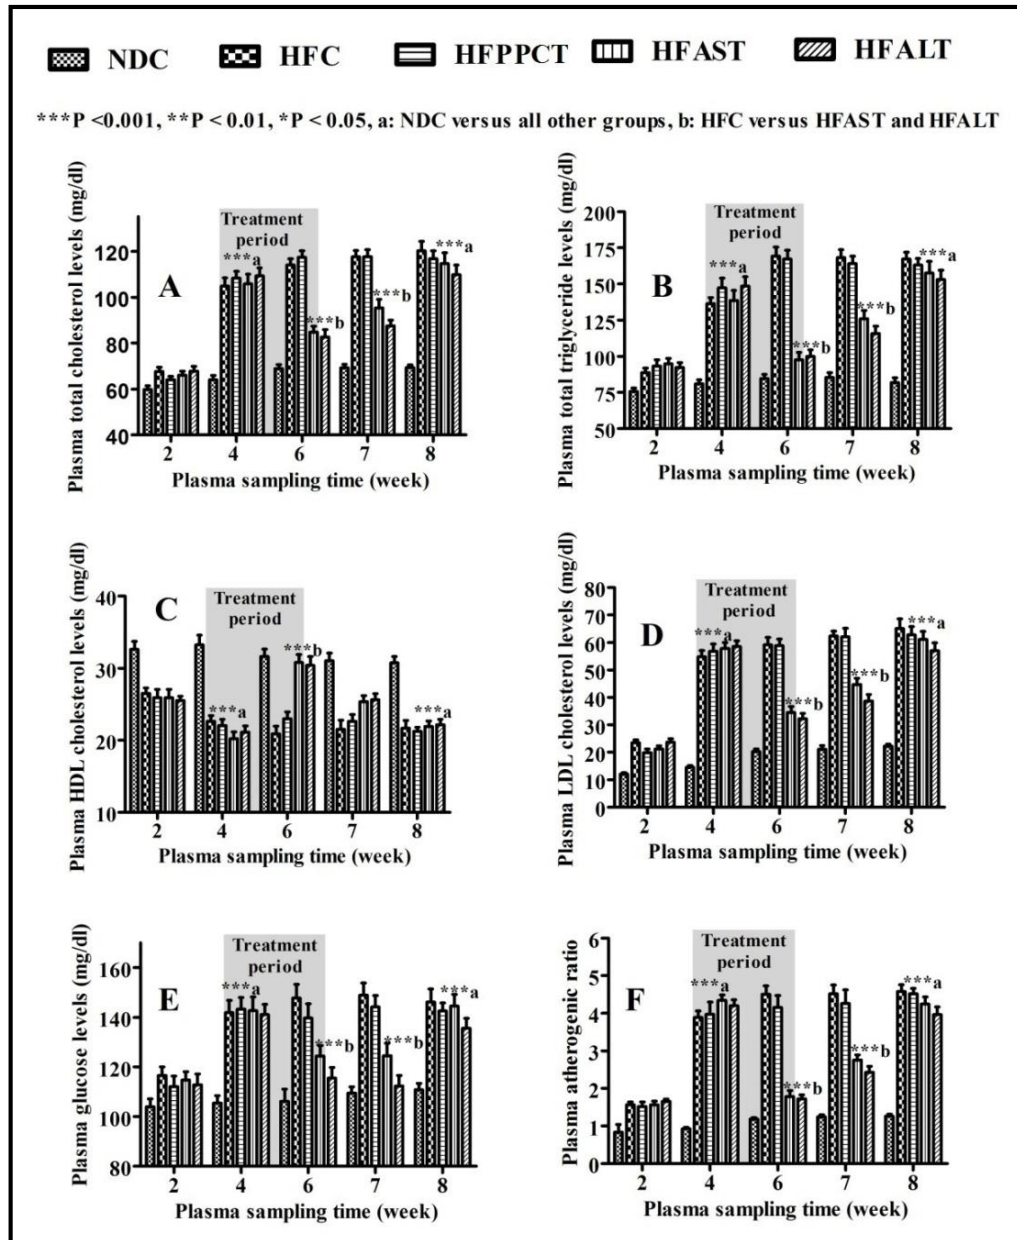 NDC HFC HFPPCT HFAST HFALT
***P <0.001, **P < 0.01, *P < 0.05, a: NDC versus all other groups, b: HFC versus HFAST and HFALT
Plasma total cholesterol levels (mg/dl)
120
100
80
60
40
A
Treatment
period
***a
***b
***b
***a
2 4 6 7 8
Plasma sampling time (week)
Plasma total triglyceride levels (mg/dl)
200
175
150
125
100
75
50
B
Treatment
period
***a
***b
***b
***a
2 4 6 7 8
Plasma sampling time (week)
Plasma HDL cholesterol levels (mg/dl)
40
30
20
10
C
Treatment
period
***a
***b
***a
2 4 6 7 8
Plasma sampling time (week)
Plasma LDL cholesterol levels (mg/dl)
80
70
60
50
40
30
20
10
0
D
Treatment
period
***a
***b
***b
***a
2 4 6 7 8
Plasma sampling time (week)
Plasma glucose levels (mg/dl)
160
140
120
100
80
E
Treatment
period
***a
***b
***b
***a
2 4 6 7 8
Plasma sampling time (week)
Plasma atherogenic ratio
6
5
4
3
2
1
0
F
Treatment
period
***a
***b
***b
***a
2 4 6 7 8
Plasma sampling time (week)